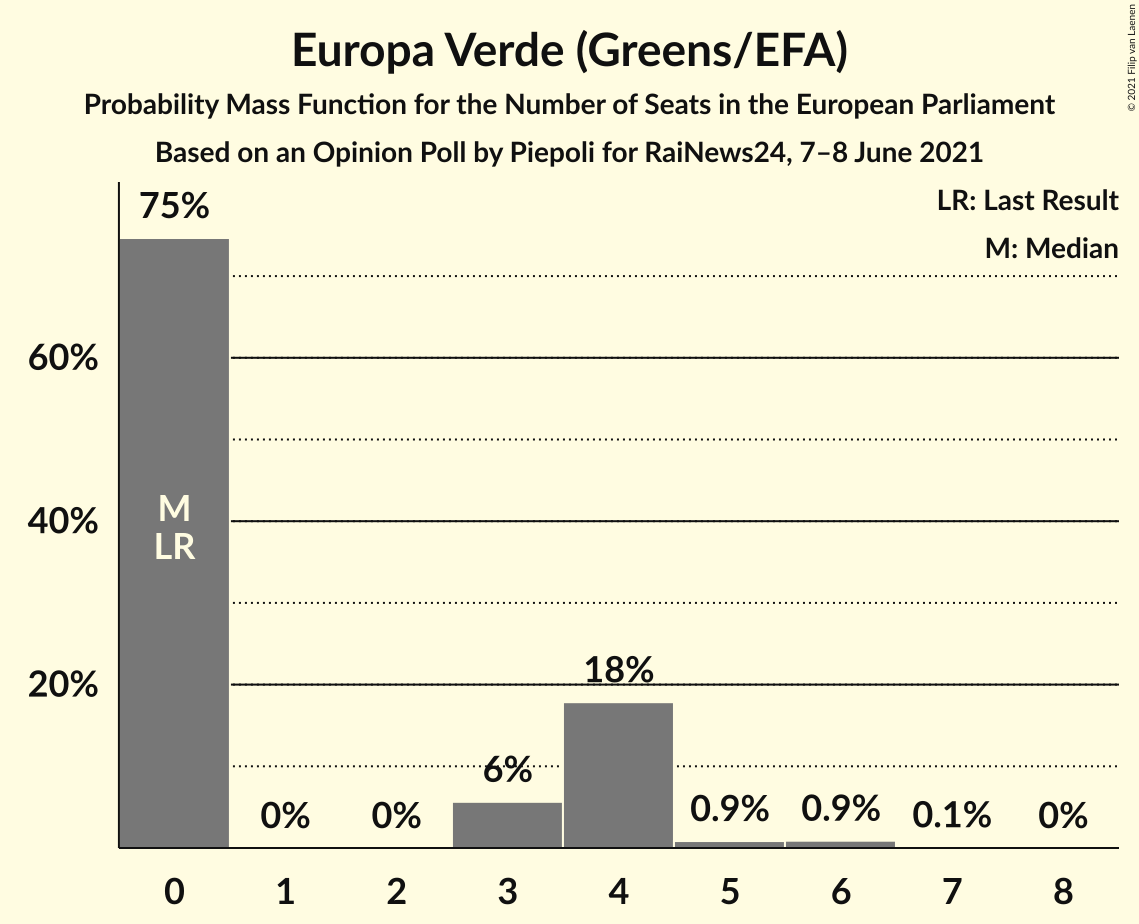 Europa Verde (Greens/EFA)
Probability Mass Function for the Number of Seats in the European Parliament
Based on an Opinion Poll by Piepoli for RaiNews24, 7–8 June 2021
© 2021 Filip van Laenen
LR: Last Result
M: Median
75%
60%
40%
20%
M
LR
0%
0%
6%
18%
0.9%
0.9%
0.1%
0%
0
1
2
3
4
5
6
7
8